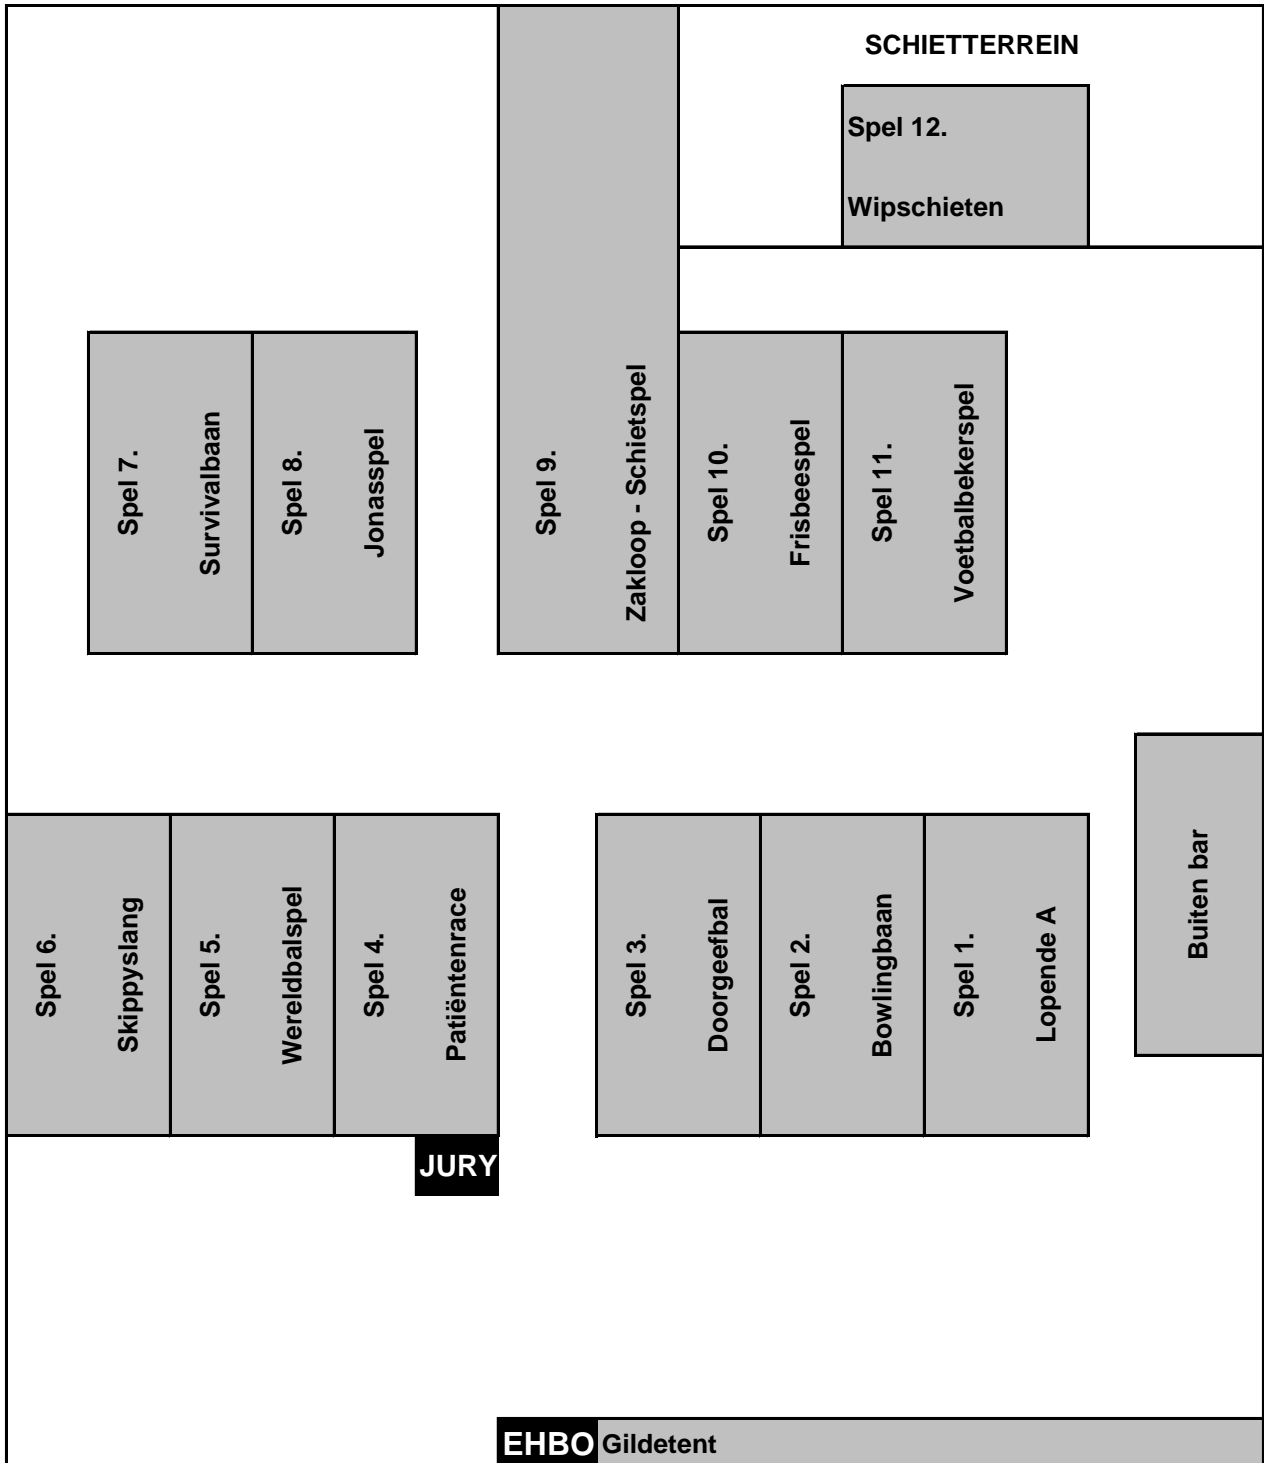 SCHIETTERREIN
Spel 12.
Wipschieten
Spel 7.
Survivalbaan
Spel 8.
Jonasspel
Spel 9.
Zakloop - Schietspel
Spel 10.
Frisbeespel
Spel 11.
Voetbalbekerspel
Spel 6.
Skippyslang
Spel 5.
Wereldbalspel
Spel 4.
Patiëntenrace
Spel 3.
Doorgeefbal
Spel 2.
Bowlingbaan
Spel 1.
Lopende A
Buiten bar
JURY
EHBO Gildetent